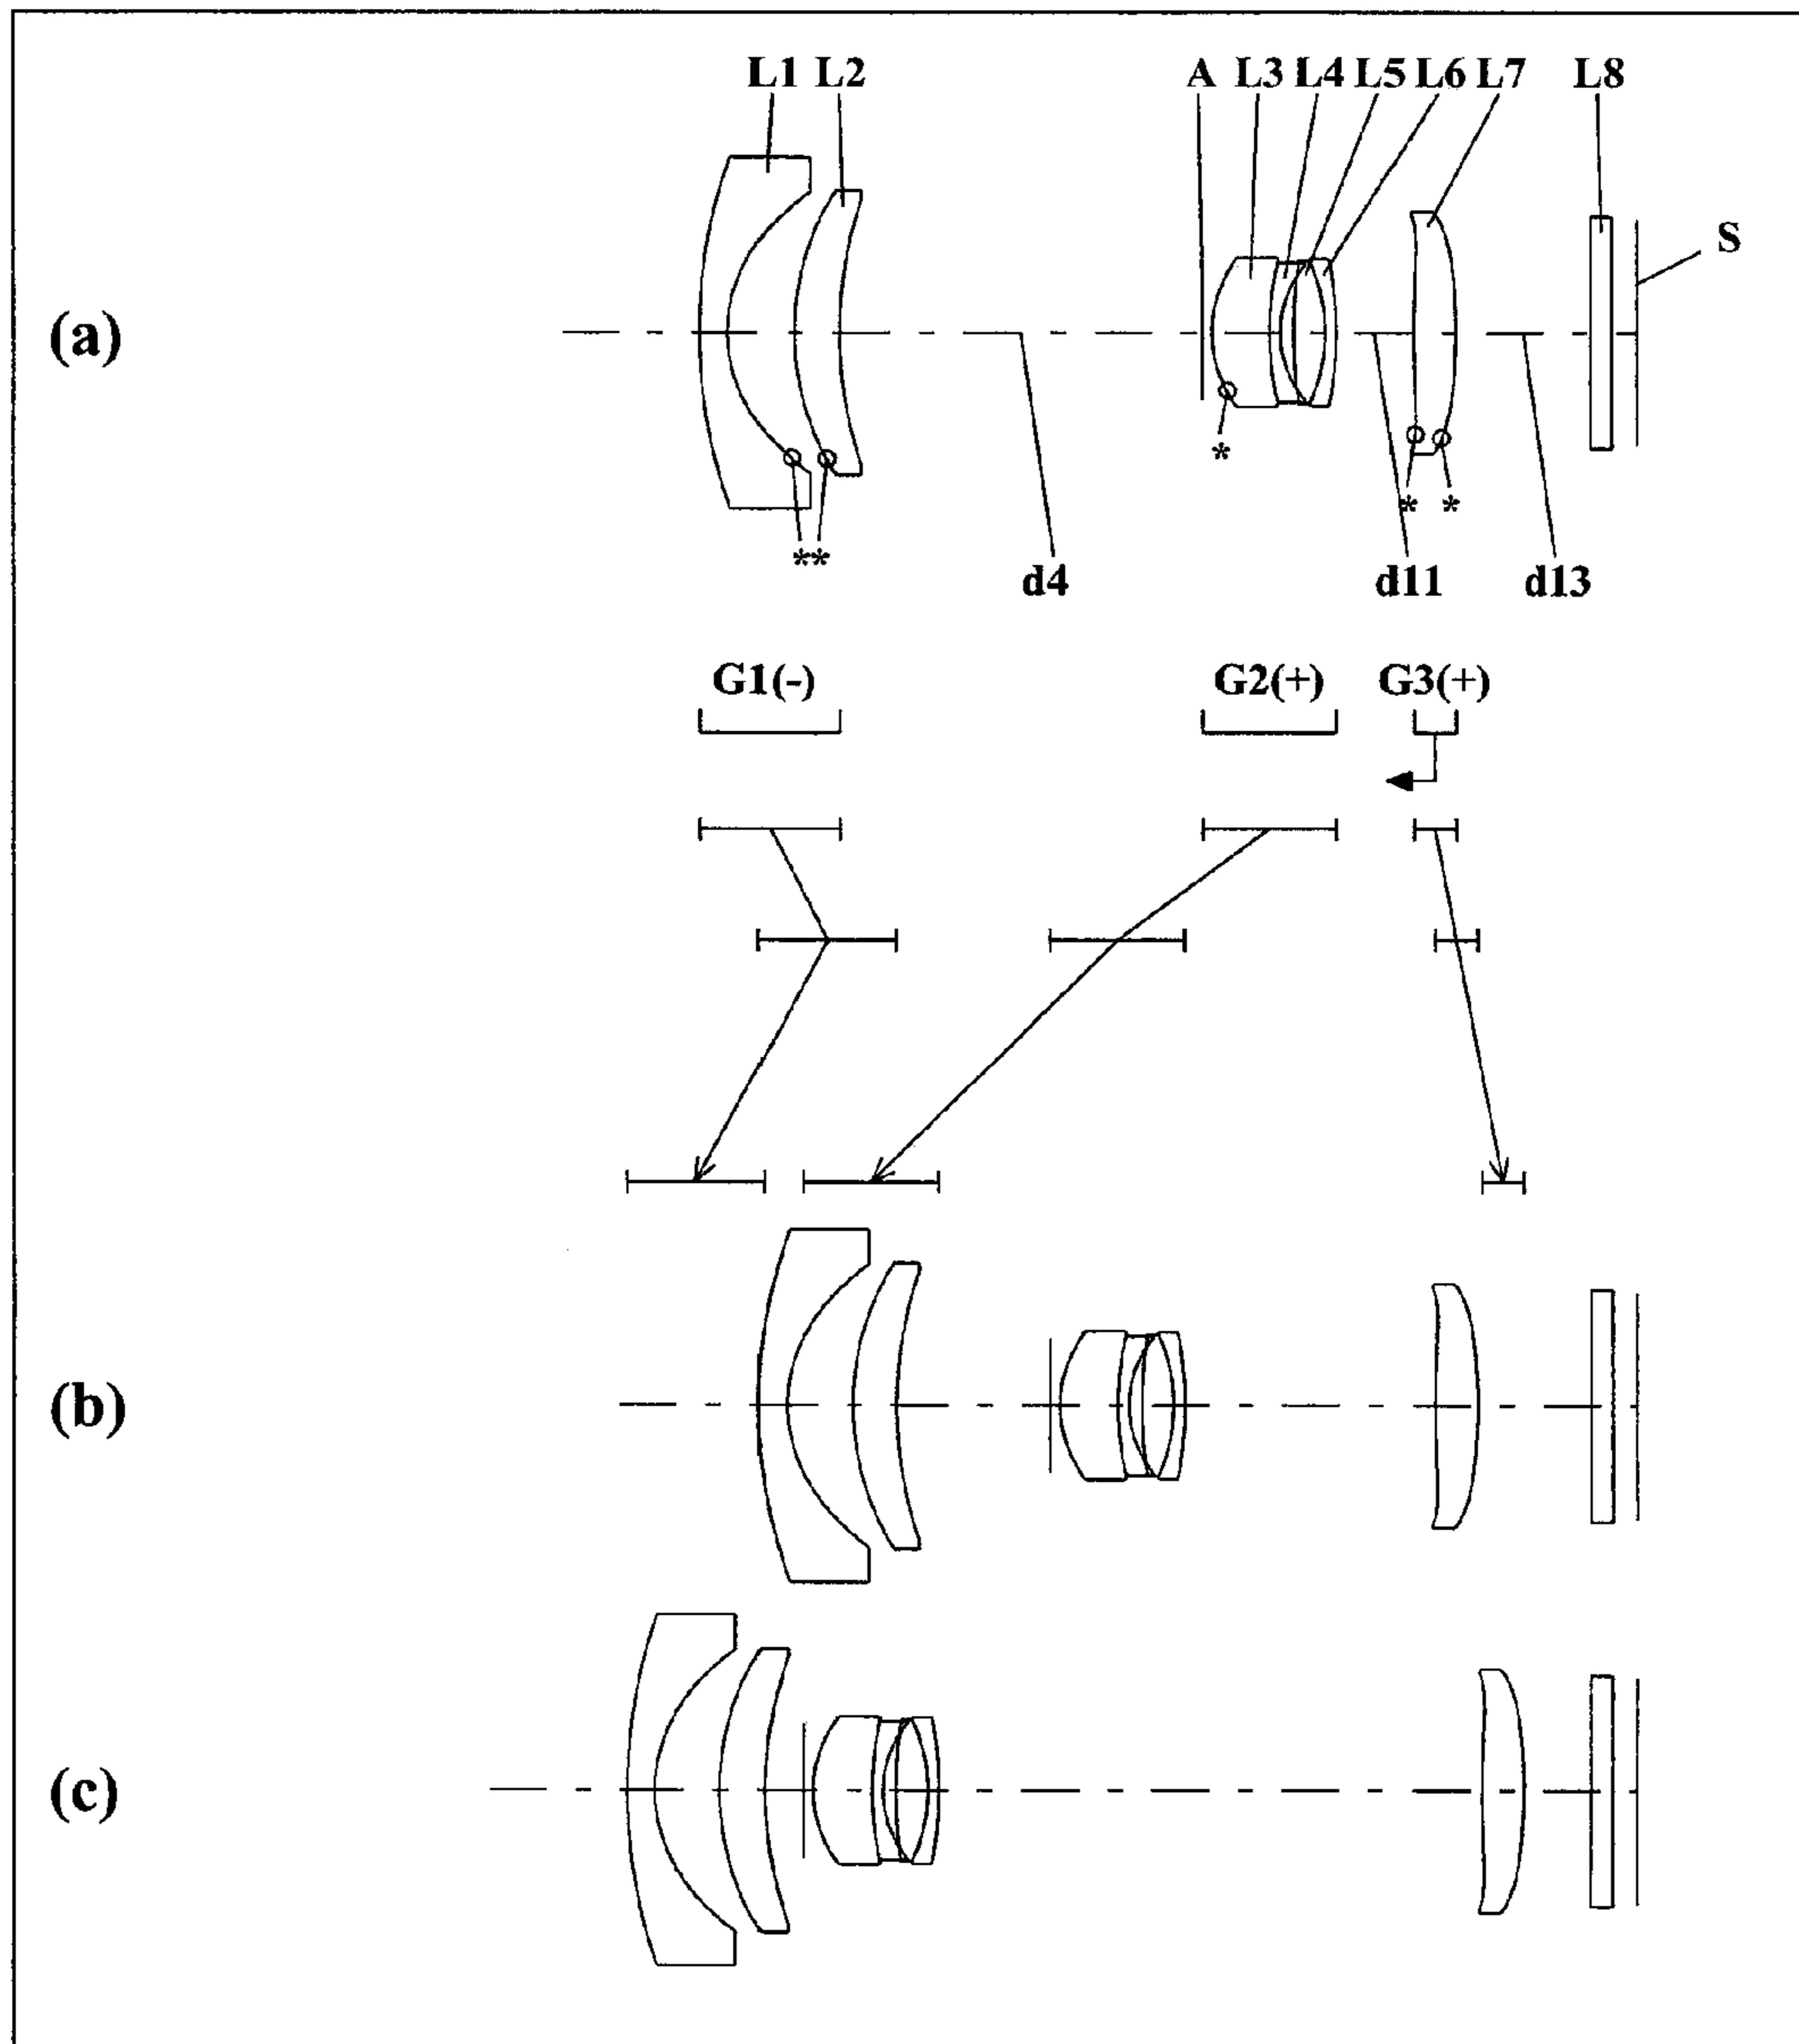 L1 L2 A L3 L4 L5 L6 L7 L8
S
(a)
*
* *
**
d4 d11 d13
G1(-) G2(+) G3(+)
(b)
(c)